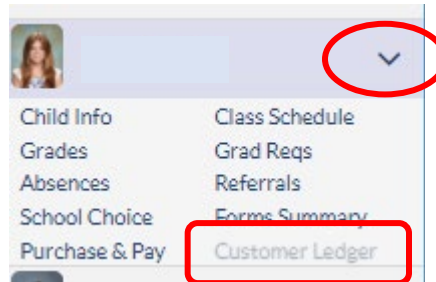 Child Info Class Schedule
Grades Grad Reqs
Absences Referrals
School Choice Forms Summary
Purchase & Pay Customer Ledger